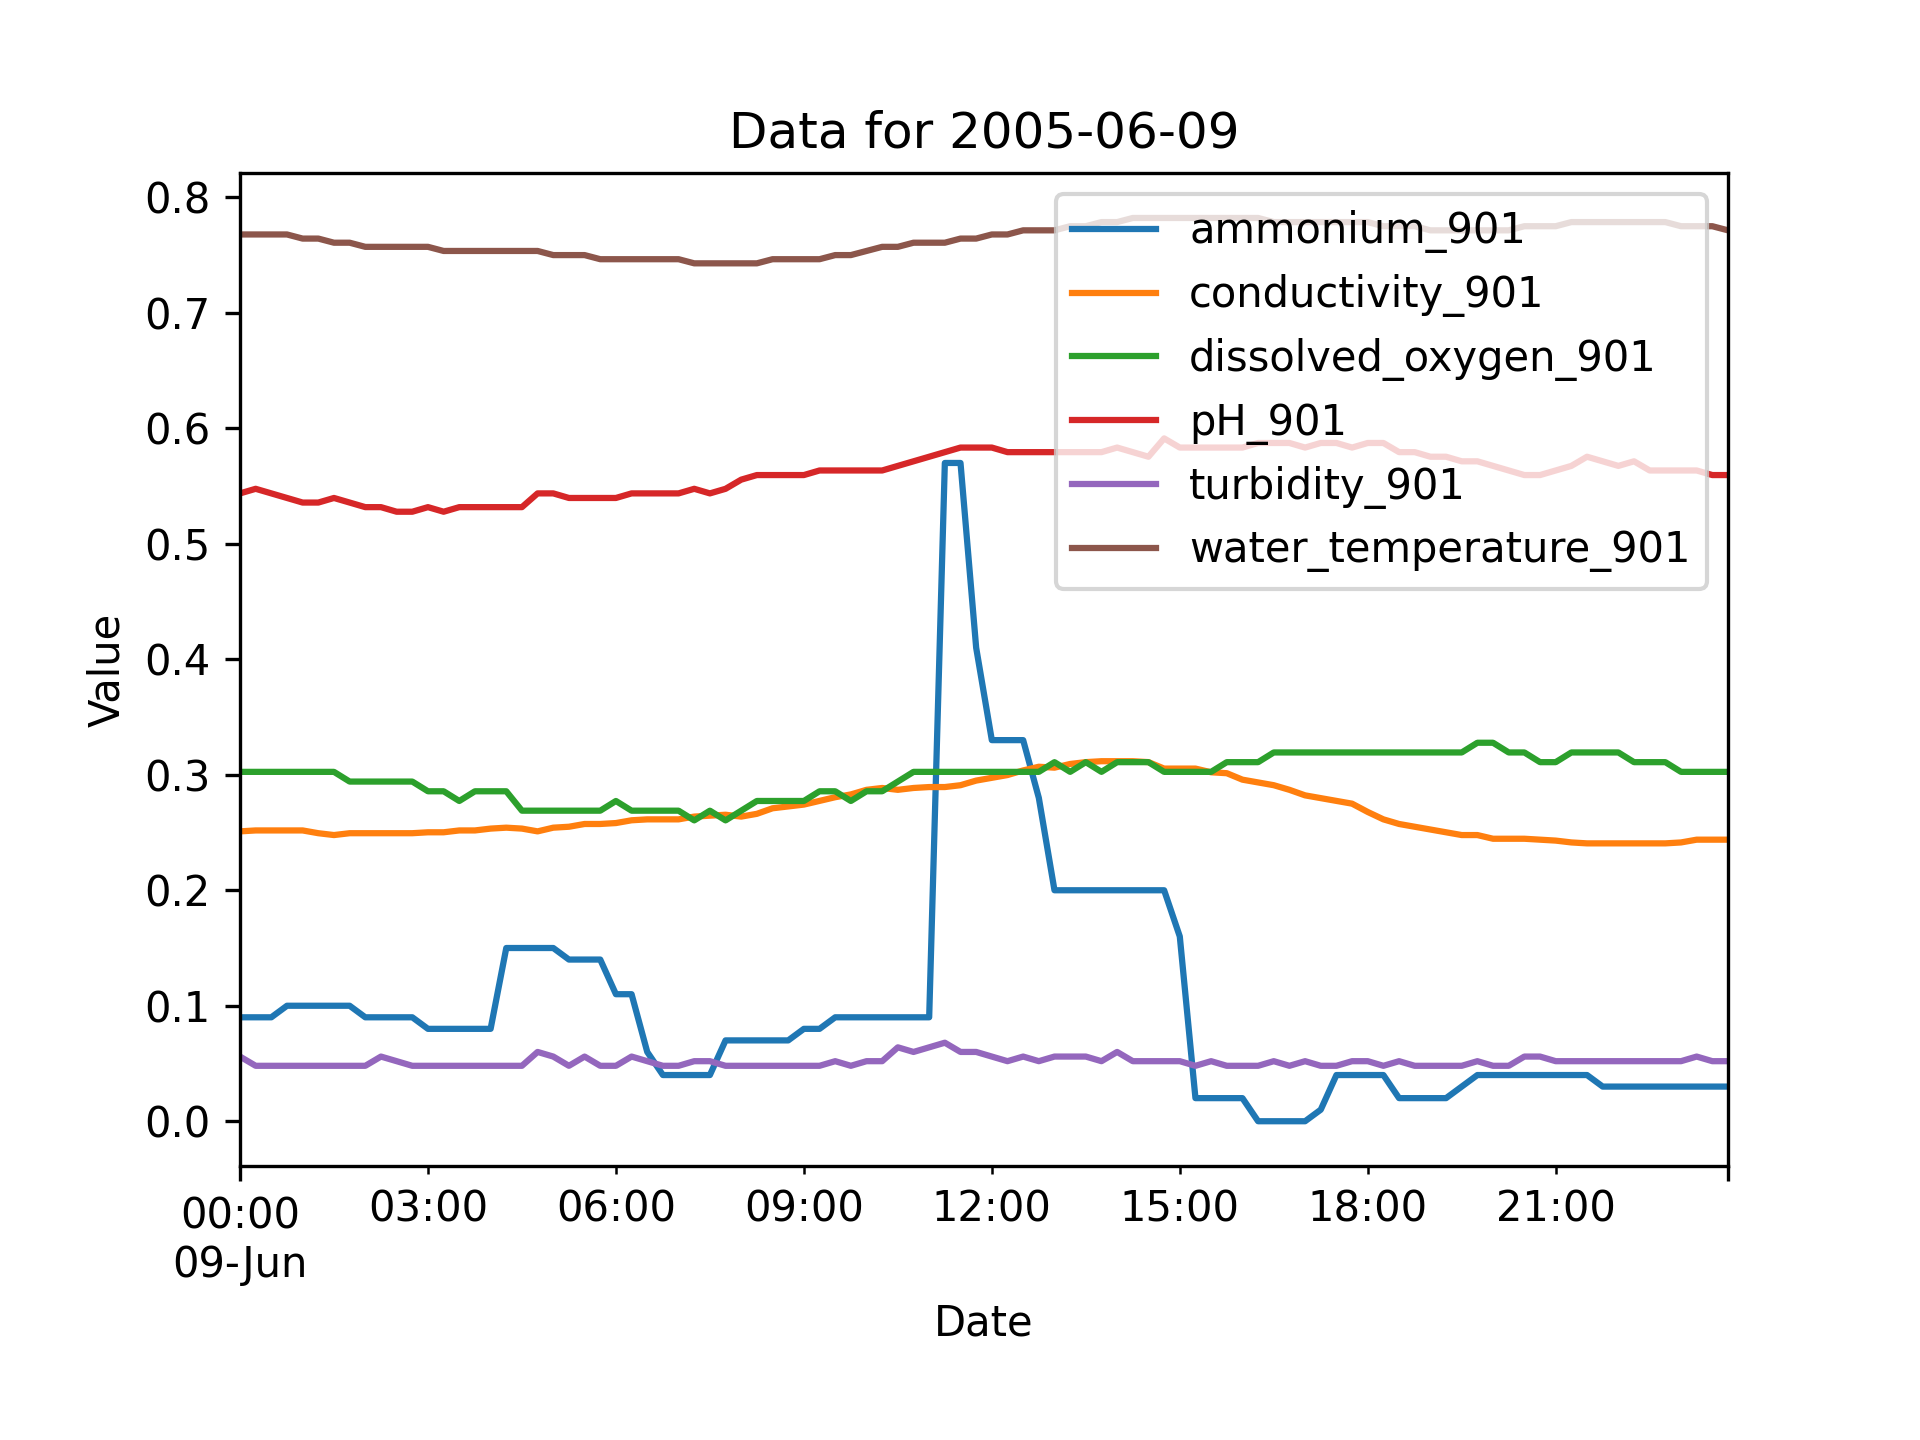 Data for 2005-06-09
0.8
0.7
0.6
0.5
0.4
0.3
0.2
0.1
0.0
Value
ammonium_901
conductivity_901
dissolved_oxygen_901
pH_901
turbidity_901
water_temperature_901
00:00 03:00 06:00 09:00 12:00 15:00 18:00 21:00
09-Jun
Date